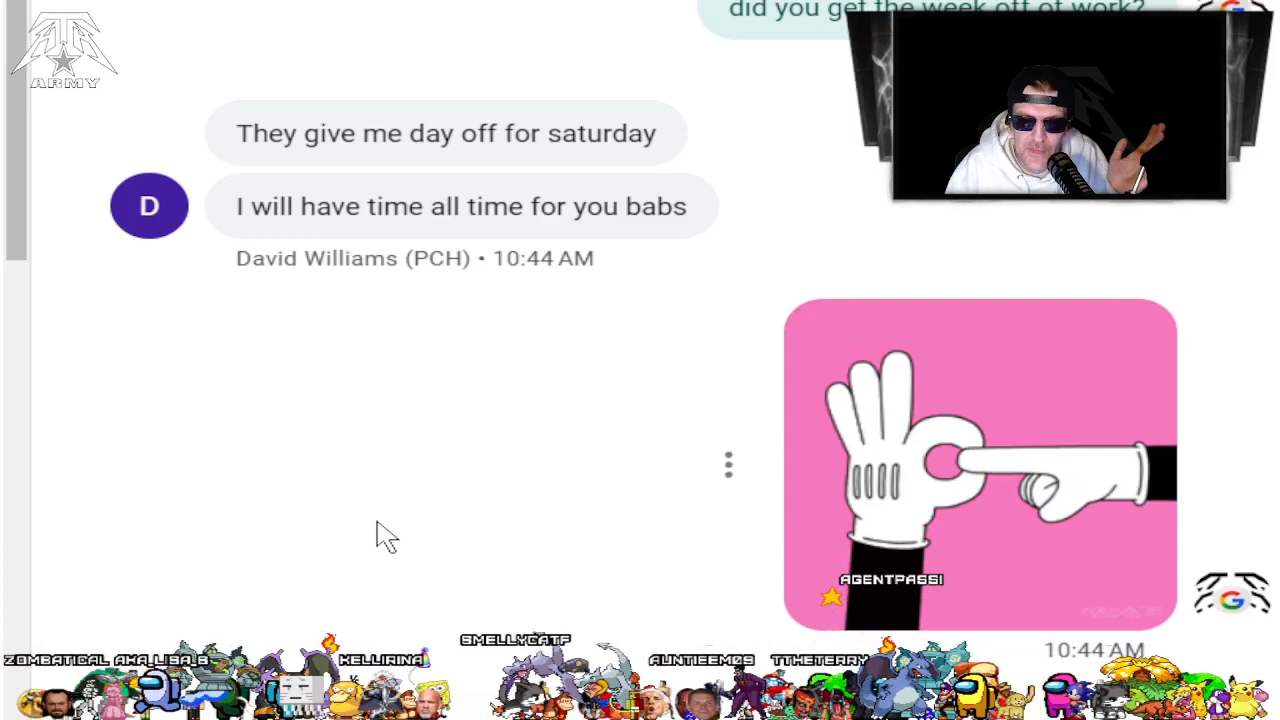 did you get the week off of work?
ARMY
They give me day off for saturday
D
I will have time all time for you babs
David Williams (PCH) • 10:44 AM
AGENTPASSI
10:44 AM
SMELLYCATF
ZOMBATICAL AKA LISA B
KELLIRINA
AUNTIEEM09
TTHETERRY